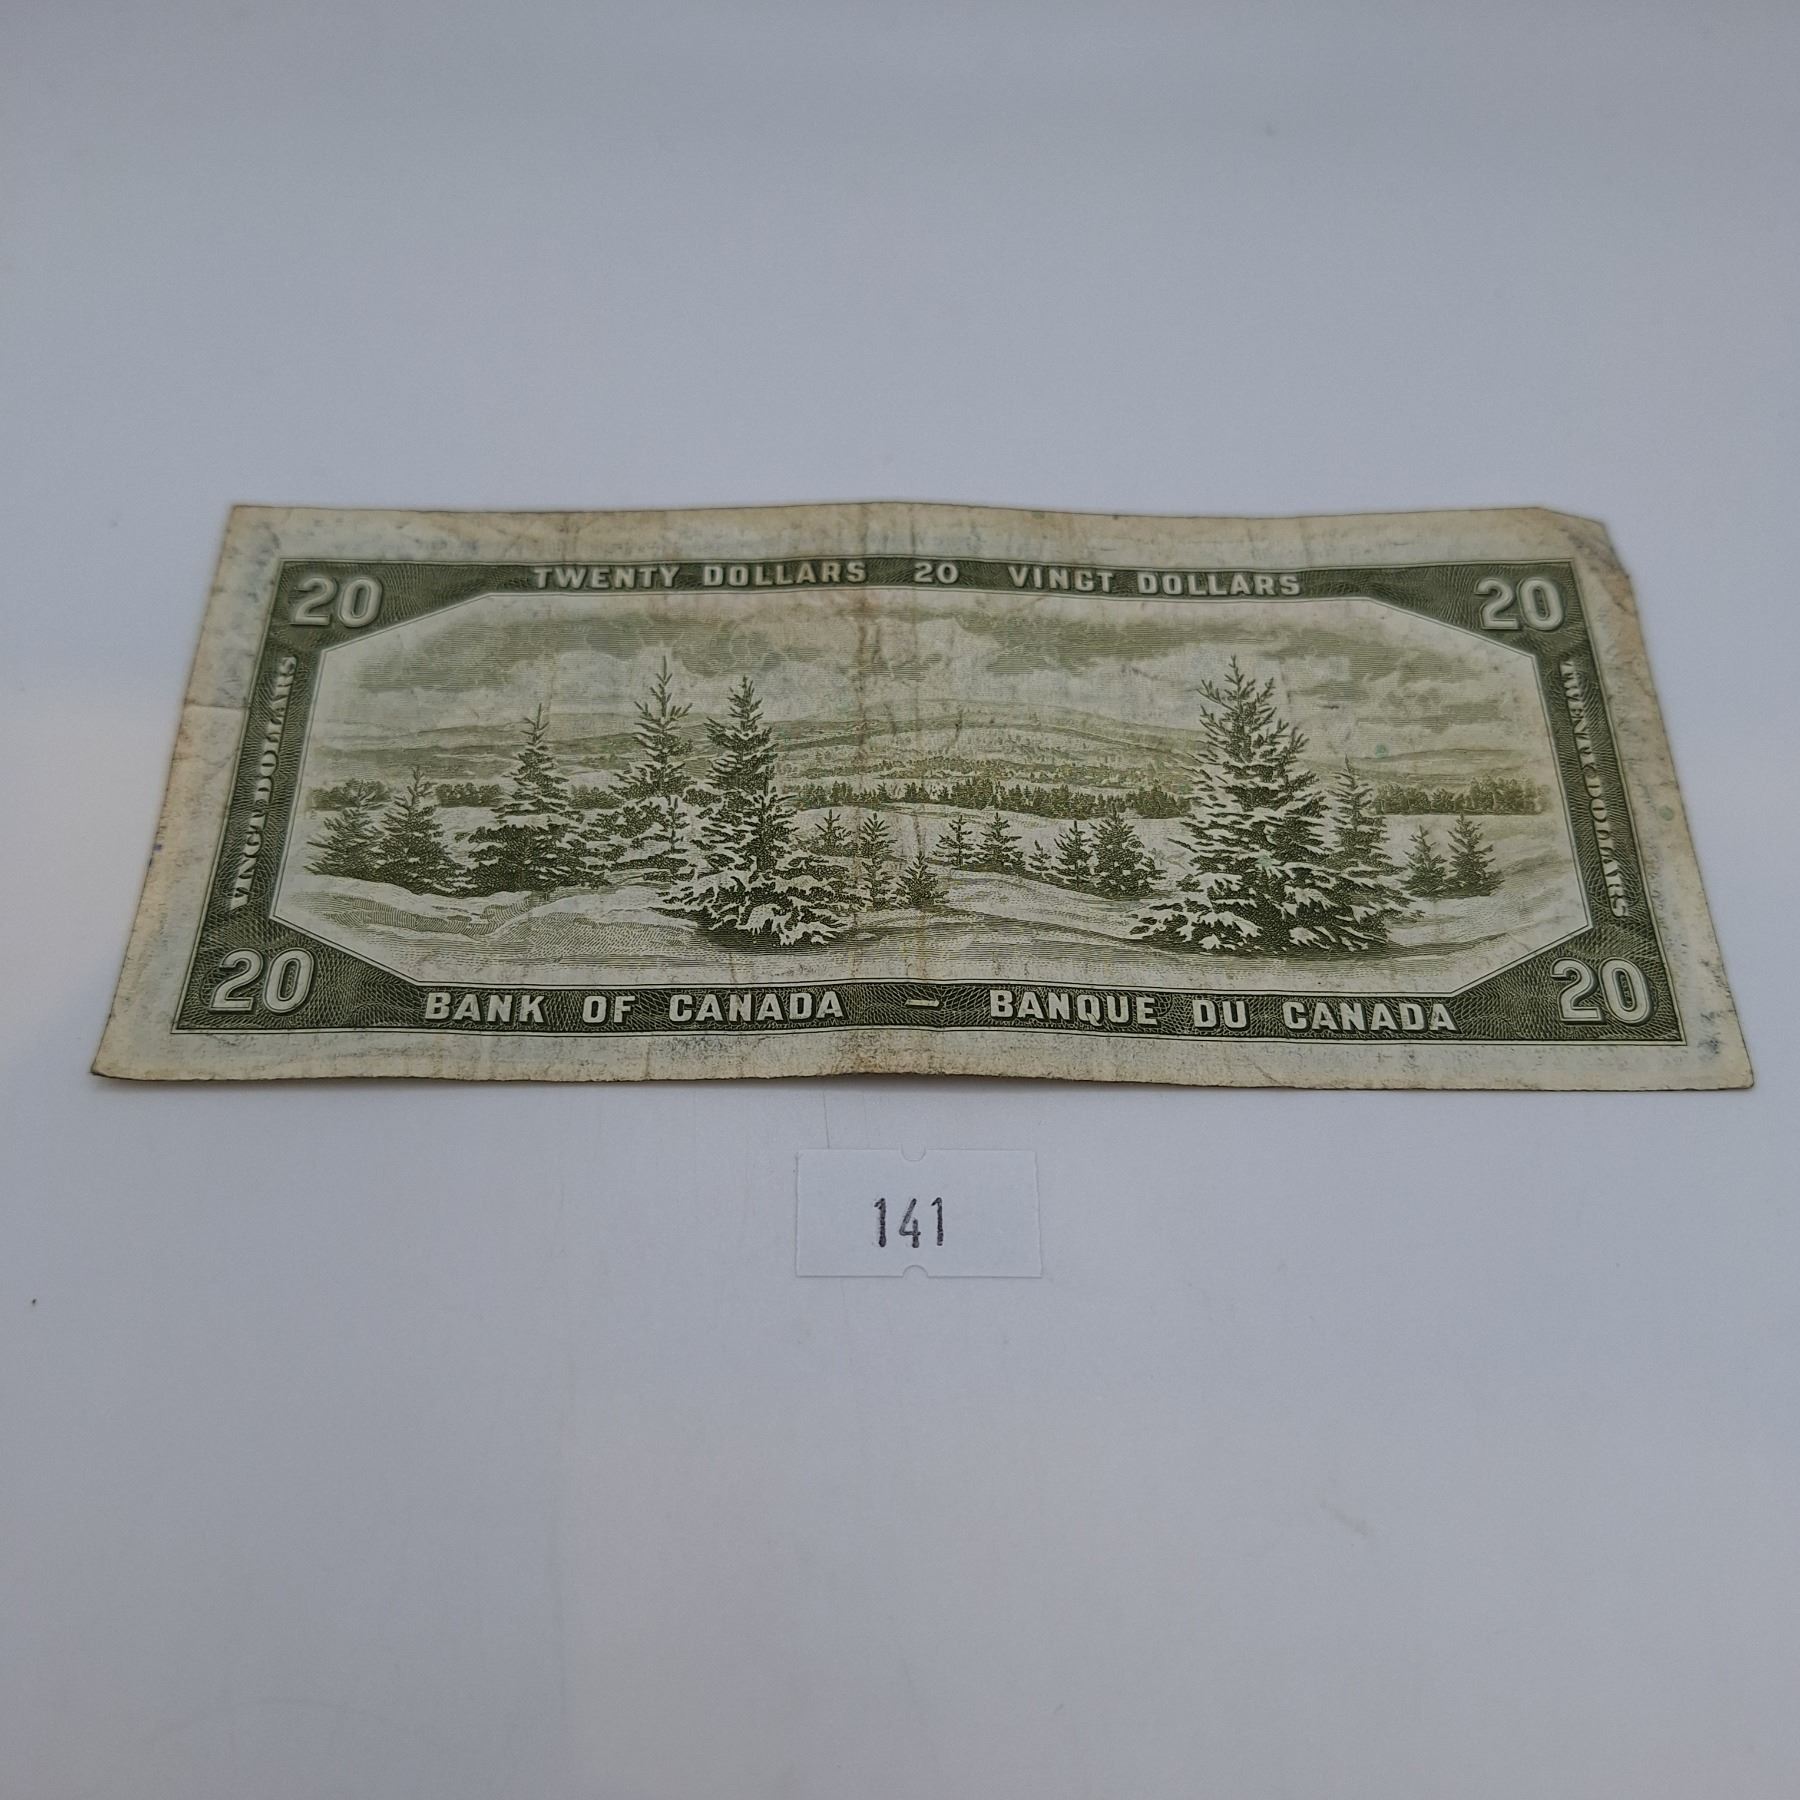 20 TWENTY DOLLARS 20 VINGT DOLLARS 20
VINGT DOLLARS
TWENTY DOLLARS
20 BANK OF CANADA — BANQUE DU CANADA 20
141